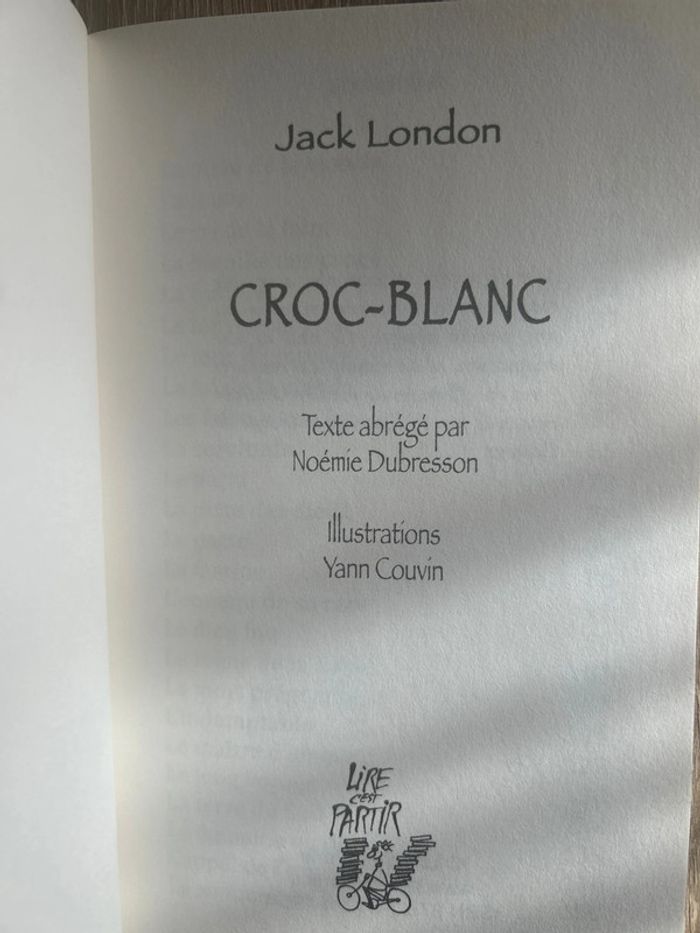 Jack London
CROC-BLANC
Texte abrégé par
Noémie Dubresson
Illustrations
Yann Couvin
LIRE
C'EST
PARTIR